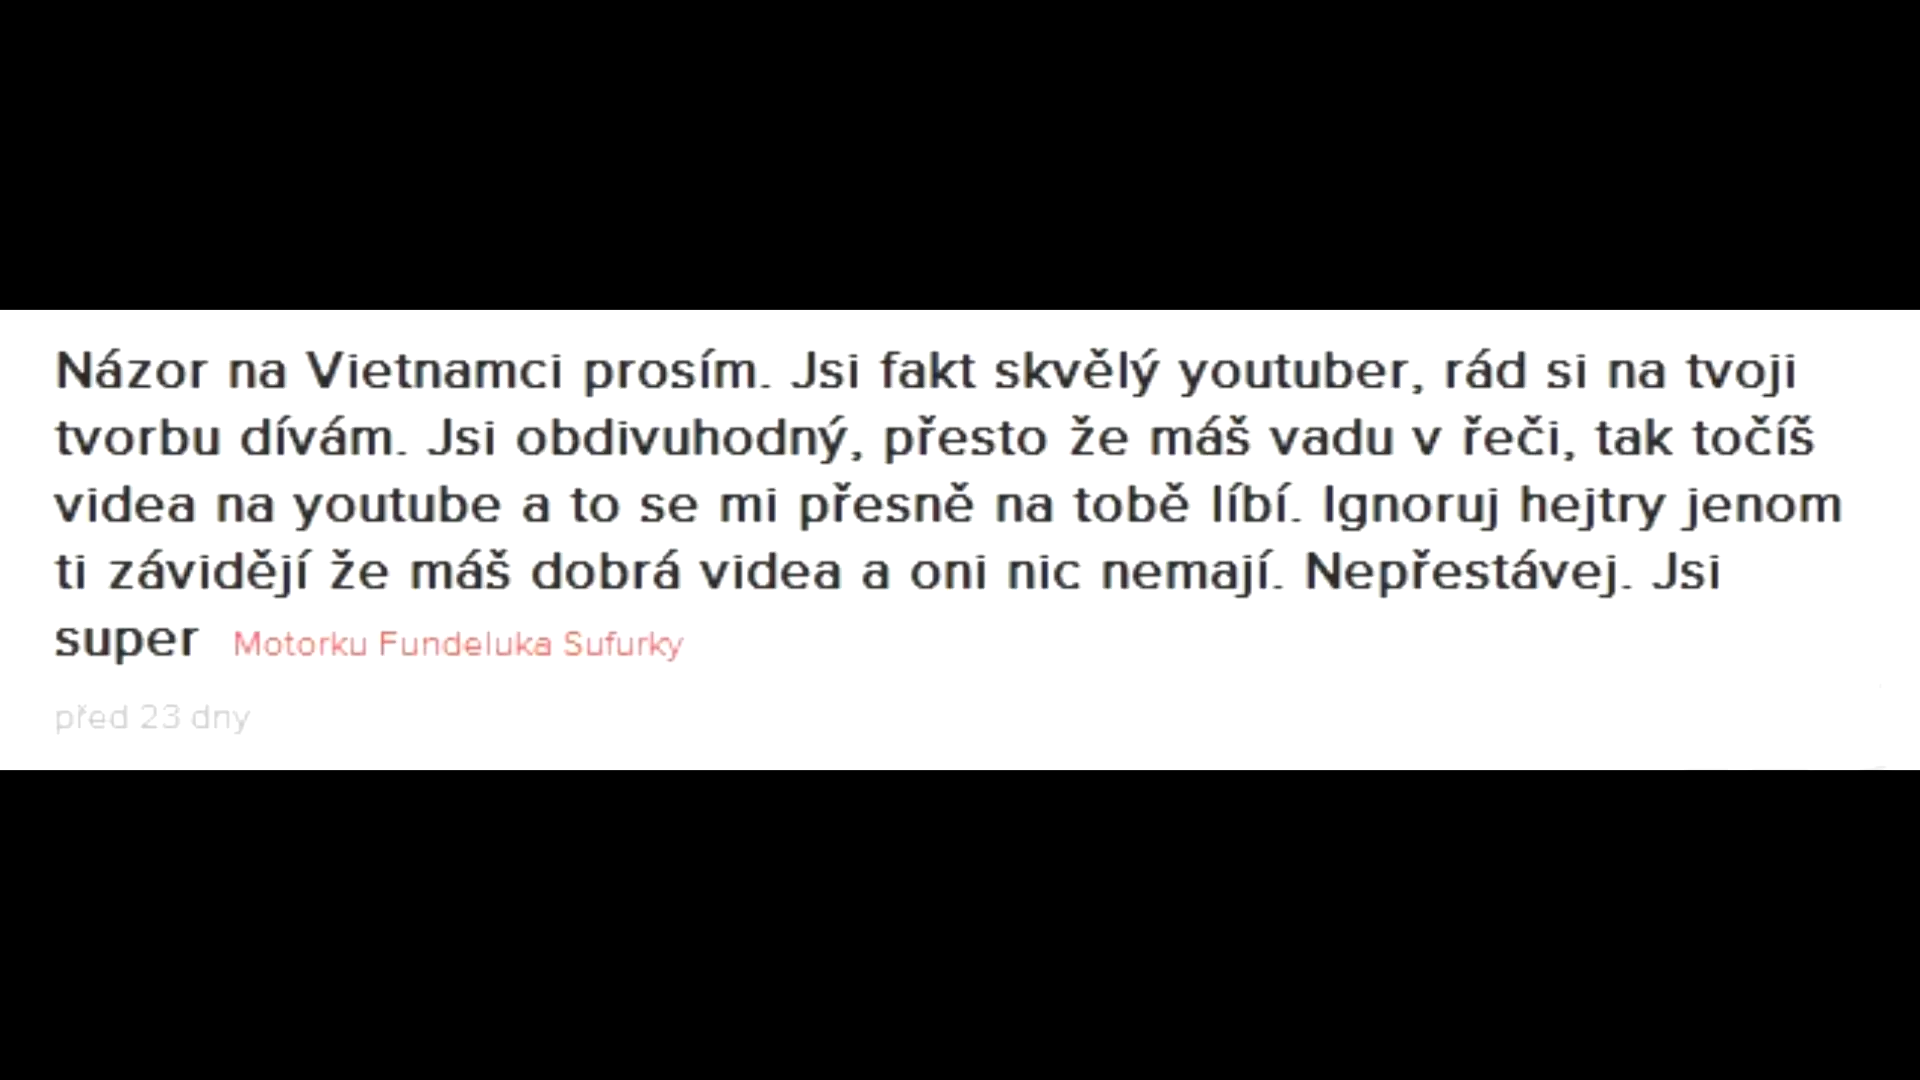 Názor na Vietnamci prosím. Jsi fakt skvělý youtuber, rád si na tvoji
tvorbu dívám. Jsi obdivuhodný, přesto že máš vadu v řeči, tak točíš
videa na youtube a to se mi přesně na tobě líbí. Ignoruj hejtry jenom
ti závidějí že máš dobrá videa a oni nic nemají. Nepřestávej. Jsi
super Motorku Fundeluka Sufurky
před 23 dny